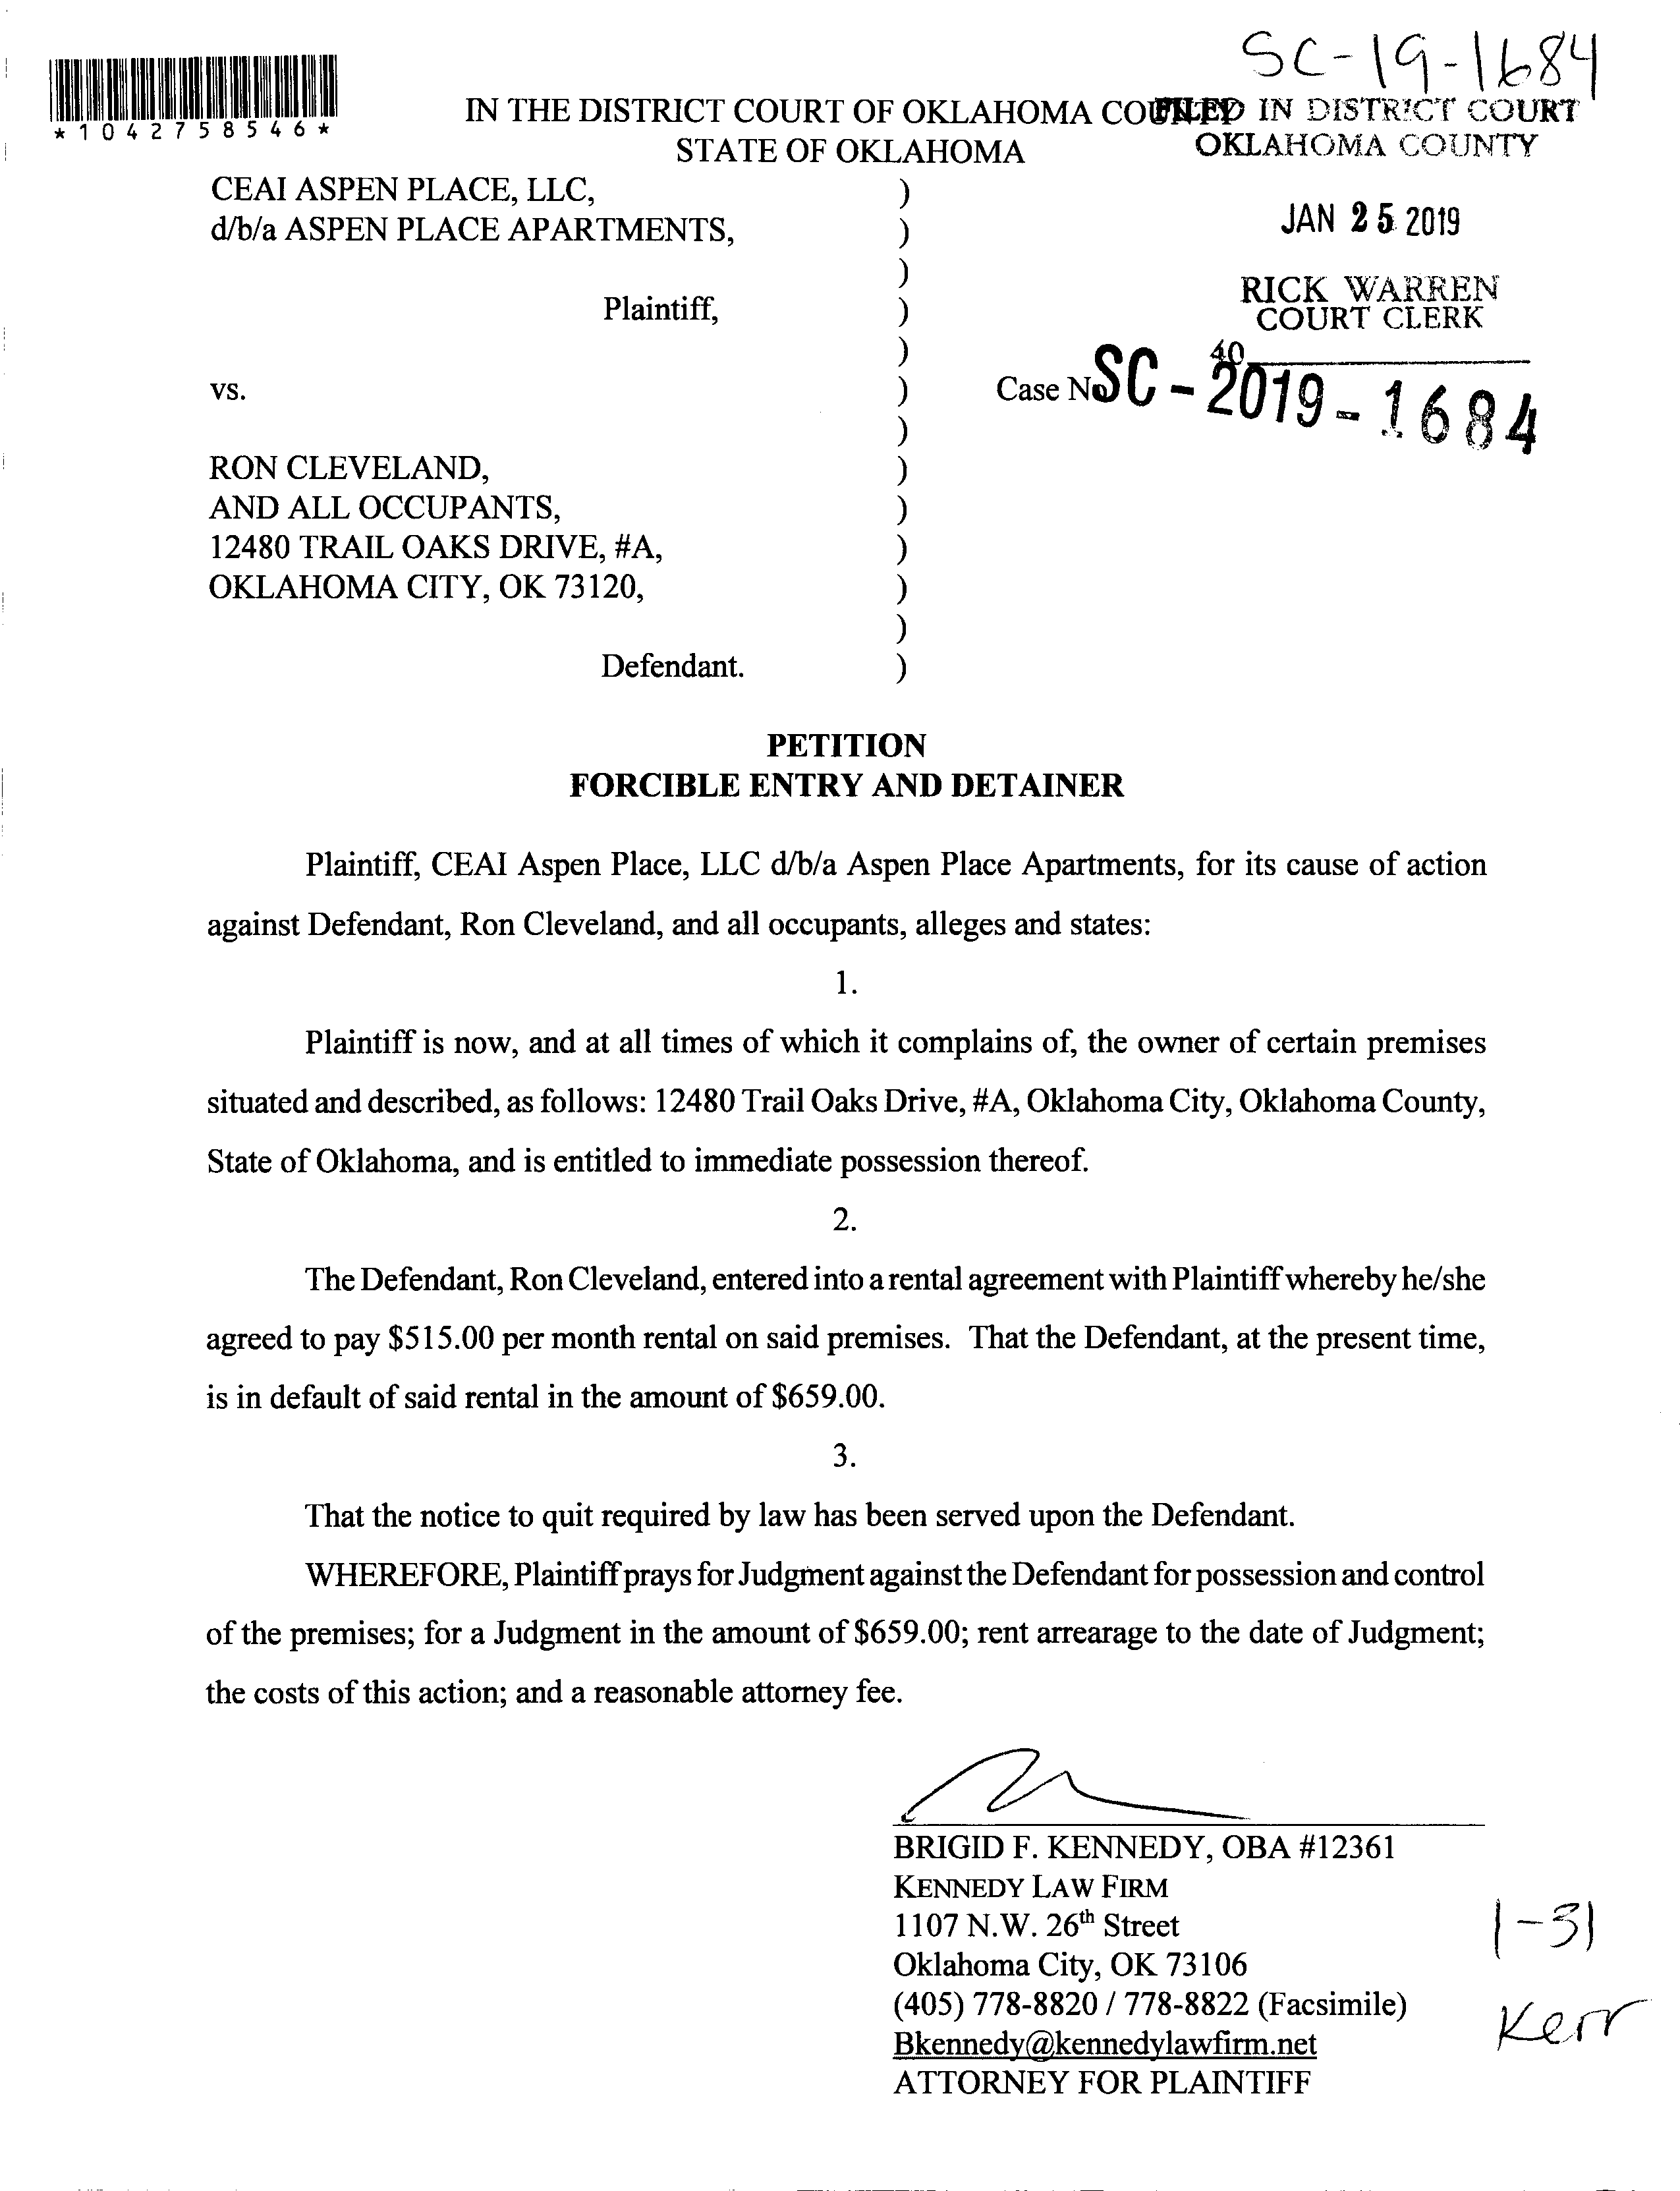 SC-19-1684
*1042758546*
IN THE DISTRICT COURT OF OKLAHOMA COUNTY
STATE OF OKLAHOMA
FILED IN DISTRICT COURT
OKLAHOMA COUNTY
JAN 25 2019
RICK WARREN
COURT CLERK
40
CEAI ASPEN PLACE, LLC, )
d/b/a ASPEN PLACE APARTMENTS, )
)
Plaintiff, )
)
vs. ) Case No SC-2019-1684
)
RON CLEVELAND, )
AND ALL OCCUPANTS, )
12480 TRAIL OAKS DRIVE, #A, )
OKLAHOMA CITY, OK 73120, )
)
Defendant. )
PETITION
FORCIBLE ENTRY AND DETAINER
Plaintiff, CEAI Aspen Place, LLC d/b/a Aspen Place Apartments, for its cause of action
against Defendant, Ron Cleveland, and all occupants, alleges and states:
1.
Plaintiff is now, and at all times of which it complains of, the owner of certain premises
situated and described, as follows: 12480 Trail Oaks Drive, #A, Oklahoma City, Oklahoma County,
State of Oklahoma, and is entitled to immediate possession thereof.
2.
The Defendant, Ron Cleveland, entered into a rental agreement with Plaintiff whereby he/she
agreed to pay $515.00 per month rental on said premises. That the Defendant, at the present time,
is in default of said rental in the amount of $659.00.
3.
That the notice to quit required by law has been served upon the Defendant.
WHEREFORE, Plaintiff prays for Judgment against the Defendant for possession and control
of the premises; for a Judgment in the amount of $659.00; rent arrearage to the date of Judgment;
the costs of this action; and a reasonable attorney fee.
BRIGID F. KENNEDY, OBA #12361
KENNEDY LAW FIRM
1107 N.W. 26th Street
Oklahoma City, OK 73106
(405) 778-8820 / 778-8822 (Facsimile)
Bkennedy@kennedylawfirm.net
ATTORNEY FOR PLAINTIFF
1-31
Kerr